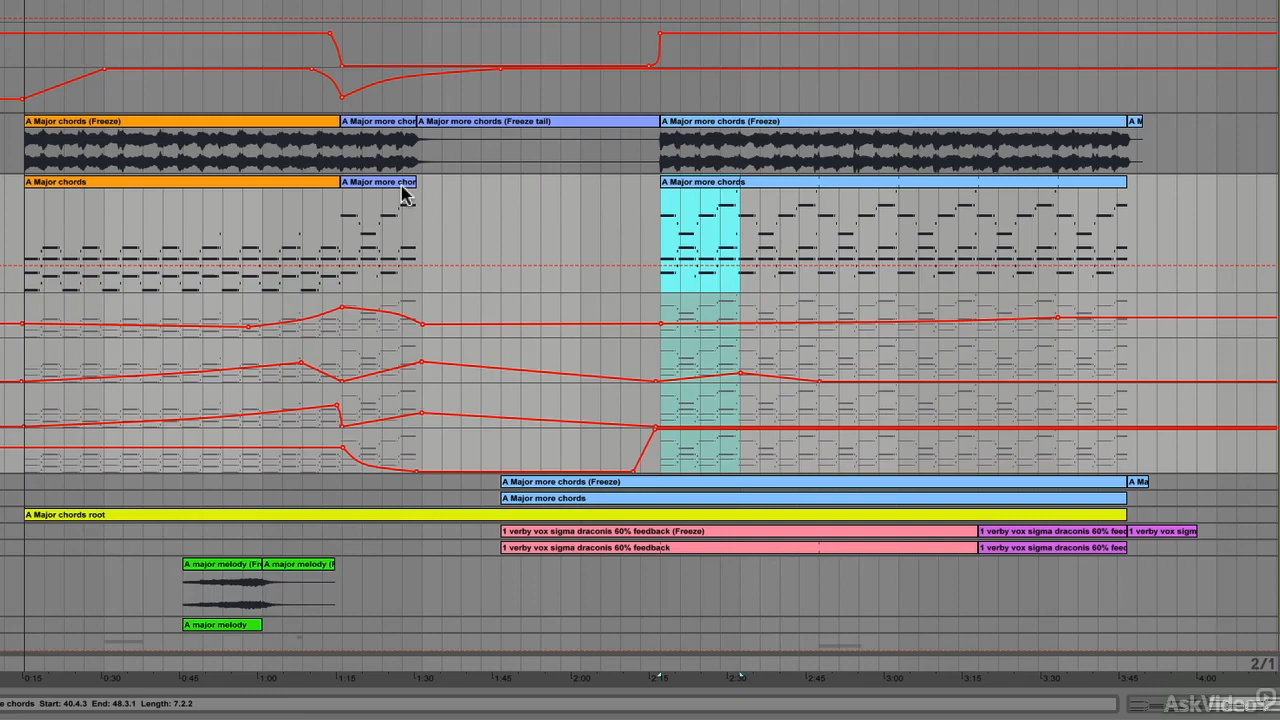 A Major chords (Freeze) A Major more chor A Major more chords (Freeze tail) A Major more chords (Freeze) A M
A Major chords A Major more chor A Major more chords
A Major more chords (Freeze) A Ma
A Major more chords
A Major chords root
1 verby vox sigma draconis 60% feedback (Freeze) 1 verby vox sigma draconis 60% feed 1 verby vox sigm
1 verby vox sigma draconis 60% feedback 1 verby vox sigma draconis 60% feed
A major melody (Fr A major melody (
A major melody
2/1
0:15 0:30 0:45 1:00 1:15 1:30 1:45 2:00 2:15 2:30 2:45 3:00 3:15 3:30 3:45 4:00
e chords Start: 40.4.3 End: 48.3.1 Length: 7.2.2
AskVideo